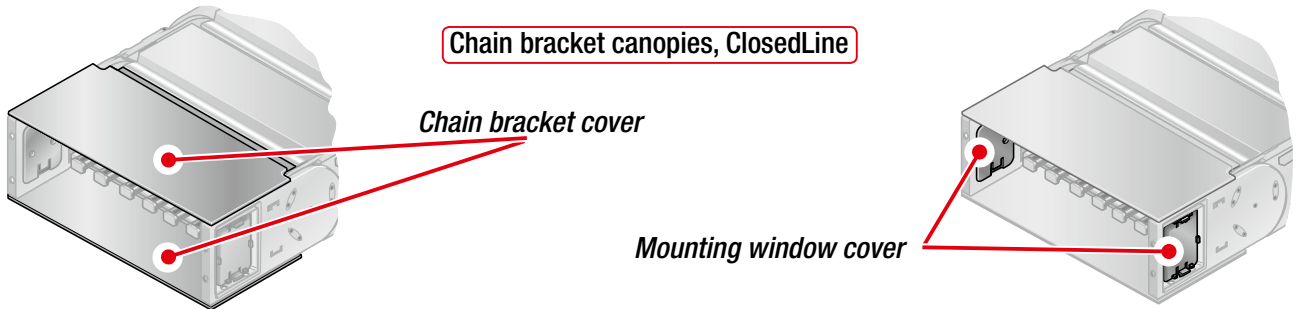 Chain bracket canopies, ClosedLine
Chain bracket cover
Mounting window cover